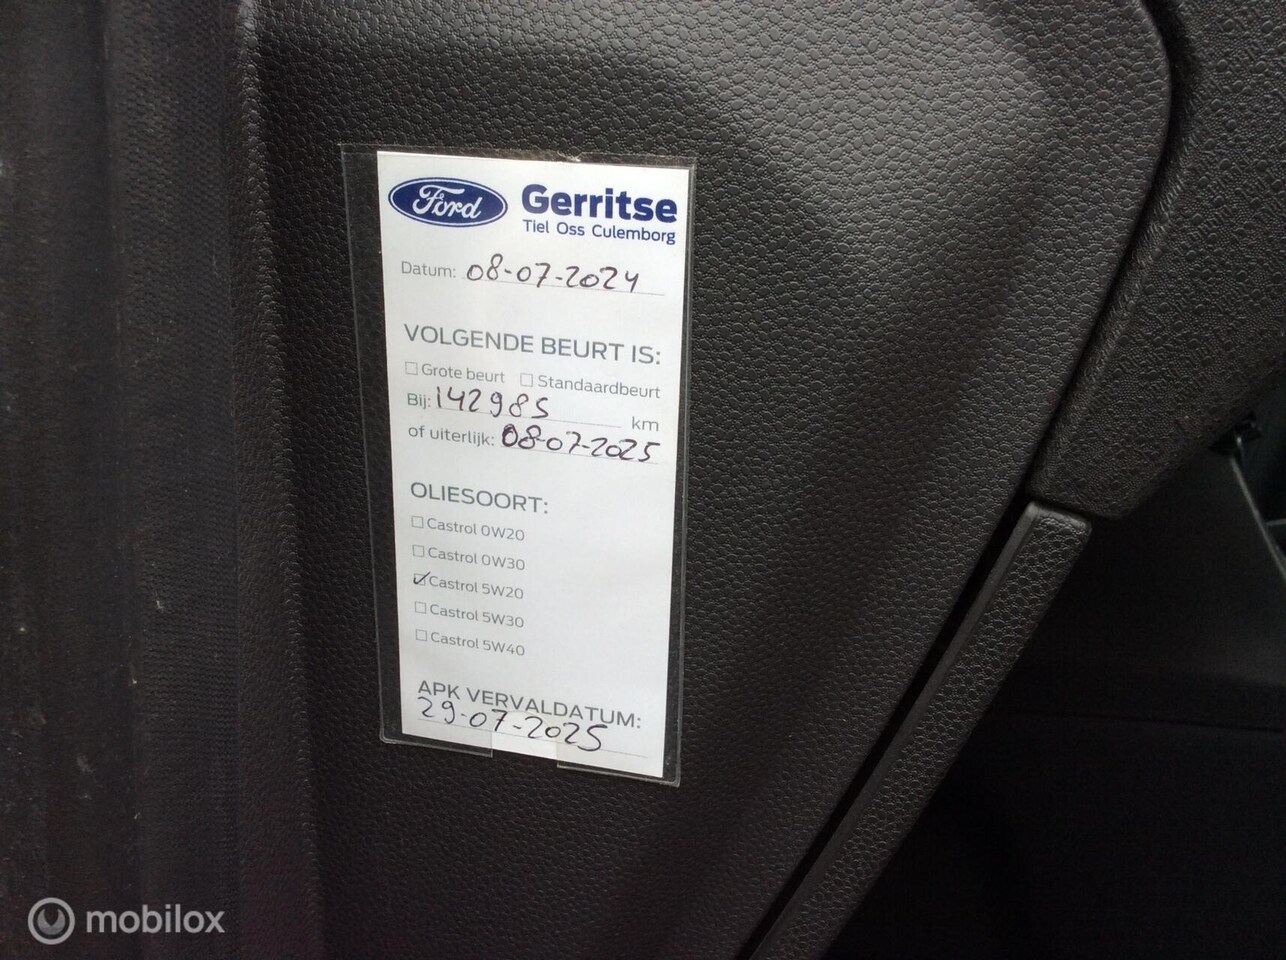 Ford Gerritse
Tiel Oss Culemborg
Datum: 08-07-2024
VOLGENDE BEURT IS:
Grote beurt Standaardbeurt
Bij: 142985 km
of uiterlijk: 08-07-2025
OLIESOORT:
Castrol 0W20
Castrol 0W30
Castrol 5W20
Castrol 5W30
Castrol 5W40
APK VERVALDATUM:
29-07-2025
mobilox